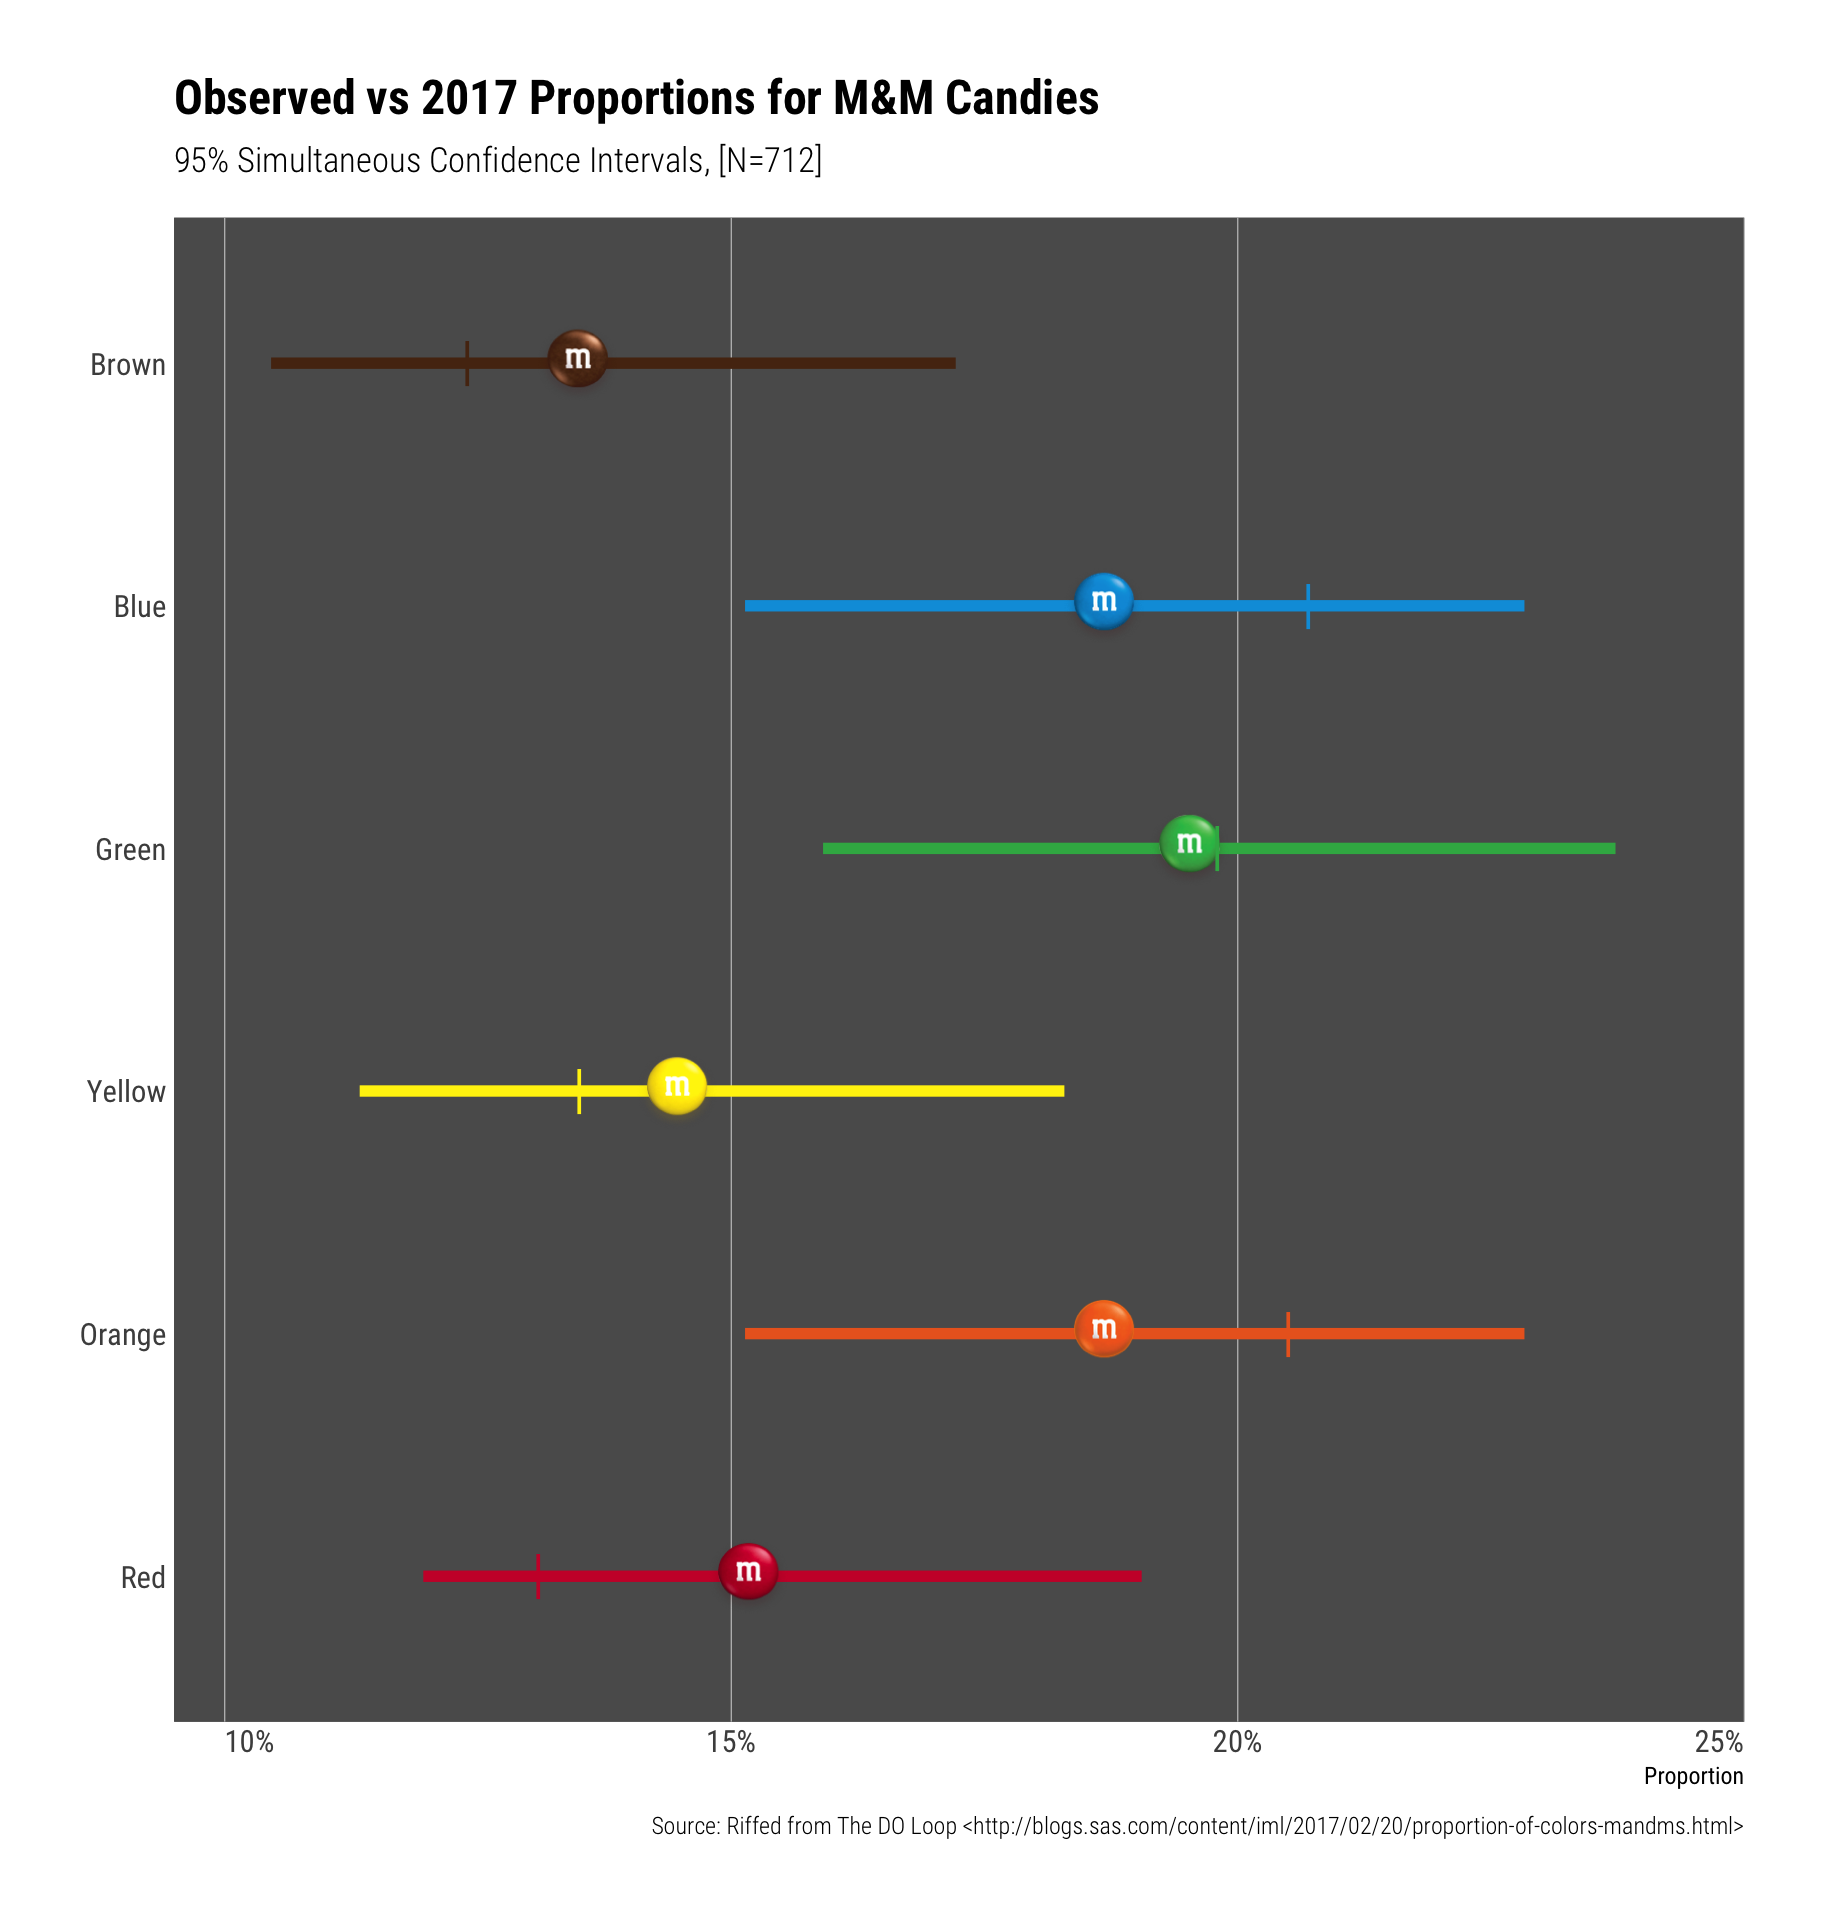 Observed vs 2017 Proportions for M&M Candies
95% Simultaneous Confidence Intervals, [N=712]
Brown
m
Blue
m
Green
m
Yellow
m
Orange
m
Red
m
10% 15% 20% 25%
Proportion
Source: Riffed from The DO Loop <http://blogs.sas.com/content/iml/2017/02/20/proportion-of-colors-mandms.html>